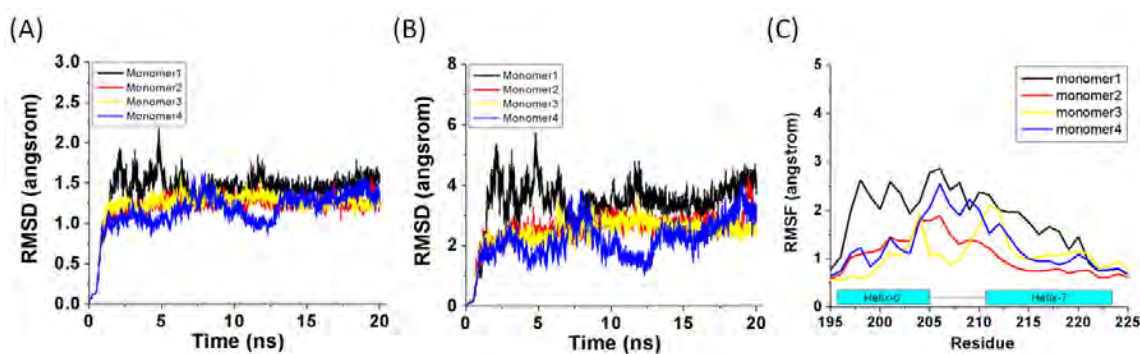 (A)
RMSD (angsrom)
3.0
2.5
2.0
1.5
1.0
0.5
0.0
Monomer1
Monomer2
Monomer3
Monomer4
0 5 10 15 20
Time (ns)
(B)
RMSD (angsrom)
8
6
4
2
0
Monomer1
Monomer2
Monomer3
Monomer4
0 5 10 15 20
Time (ns)
(C)
RMSF (angstrom)
5
4
3
2
1
0
monomer1
monomer2
monomer3
monomer4
Helix-6 Helix-7
195 200 205 210 215 220 225
Residue